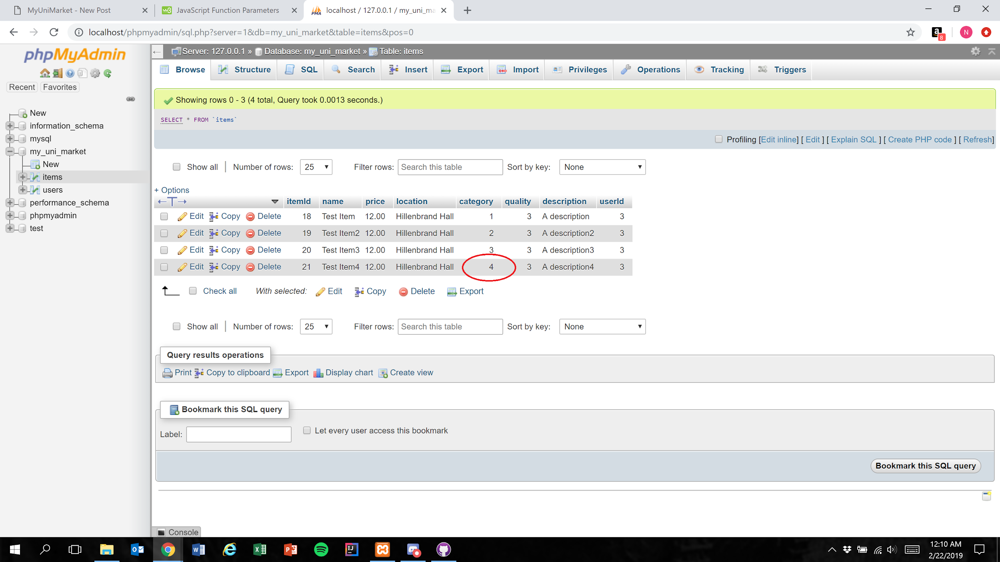 MyUniMarket - New Post
w3 JavaScript Function Parameters
PMA localhost / 127.0.0.1 / my_uni_ma
localhost/phpmyadmin/sql.php?server=1&db=my_uni_market&table=items&pos=0
a 8 N
phpMyAdmin
Recent Favorites
New
information_schema
mysql
my_uni_market
New
items
users
performance_schema
phpmyadmin
test
Server: 127.0.0.1 » Database: my_uni_market » Table: items
Browse Structure SQL Search Insert Export Import Privileges Operations Tracking Triggers
Showing rows 0 - 3 (4 total, Query took 0.0013 seconds.)
SELECT * FROM `items`
Profiling [Edit inline] [ Edit ] [ Explain SQL ] [ Create PHP code ] [ Refresh]
Show all | Number of rows: 25 Filter rows: Search this table Sort by key: None
+ Options
←T→ itemId name price location category quality description userId
Edit Copy Delete 18 Test Item 12.00 Hillenbrand Hall 1 3 A description 3
Edit Copy Delete 19 Test Item2 12.00 Hillenbrand Hall 2 3 A description2 3
Edit Copy Delete 20 Test Item3 12.00 Hillenbrand Hall 3 3 A description3 3
Edit Copy Delete 21 Test Item4 12.00 Hillenbrand Hall 4 3 A description4 3
Check all With selected: Edit Copy Delete Export
Show all | Number of rows: 25 Filter rows: Search this table Sort by key: None
Query results operations
Print Copy to clipboard Export Display chart Create view
Bookmark this SQL query
Label: Let every user access this bookmark
Bookmark this SQL query
Console
12:10 AM
2/22/2019